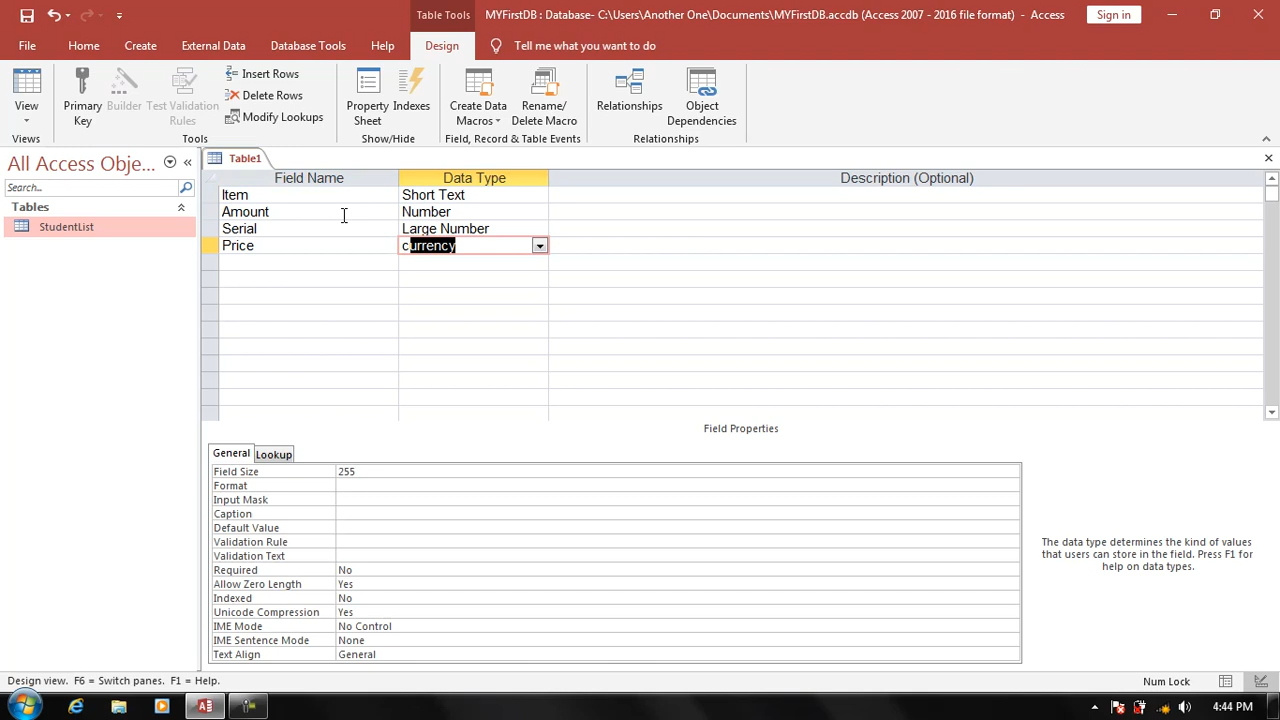 Table Tools
MYFirstDB : Database- C:\Users\Another One\Documents\MYFirstDB.accdb (Access 2007 - 2016 file format) - Access
Sign in
File Home Create External Data Database Tools Help Design Tell me what you want to do
View
Primary Key
Builder
Test Validation Rules
Insert Rows
Delete Rows
Modify Lookups
Property Sheet
Indexes
Create Data Macros
Rename/ Delete Macro
Relationships
Object Dependencies
Views Tools Show/Hide Field, Record & Table Events Relationships
All Access Obje...
Search...
Tables
StudentList
Table1
Field Name Data Type Description (Optional)
Item Short Text
Amount Number
Serial Large Number
Price currency
Field Properties
General Lookup
Field Size 255
Format
Input Mask
Caption
Default Value
Validation Rule
Validation Text
Required No
Allow Zero Length Yes
Indexed No
Unicode Compression Yes
IME Mode No Control
IME Sentence Mode None
Text Align General
The data type determines the kind of values
that users can store in the field. Press F1 for
help on data types.
Design view. F6 = Switch panes. F1 = Help.
Num Lock
4:44 PM